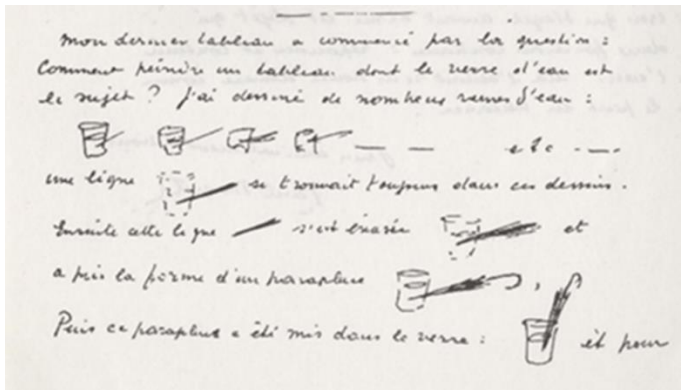 Mon dernier tableau a commencé par la question :
Comment peindre un tableau dont le verre d'eau est
le sujet ? J'ai dessiné de nombreux verres d'eau :
etc
une ligne se trouvait toujours dans ces dessins.
Ensuite cette ligne s'est évasée et
a pris la forme d'un parapluie , 
Puis ce parapluie a été mis dans le verre : et pour